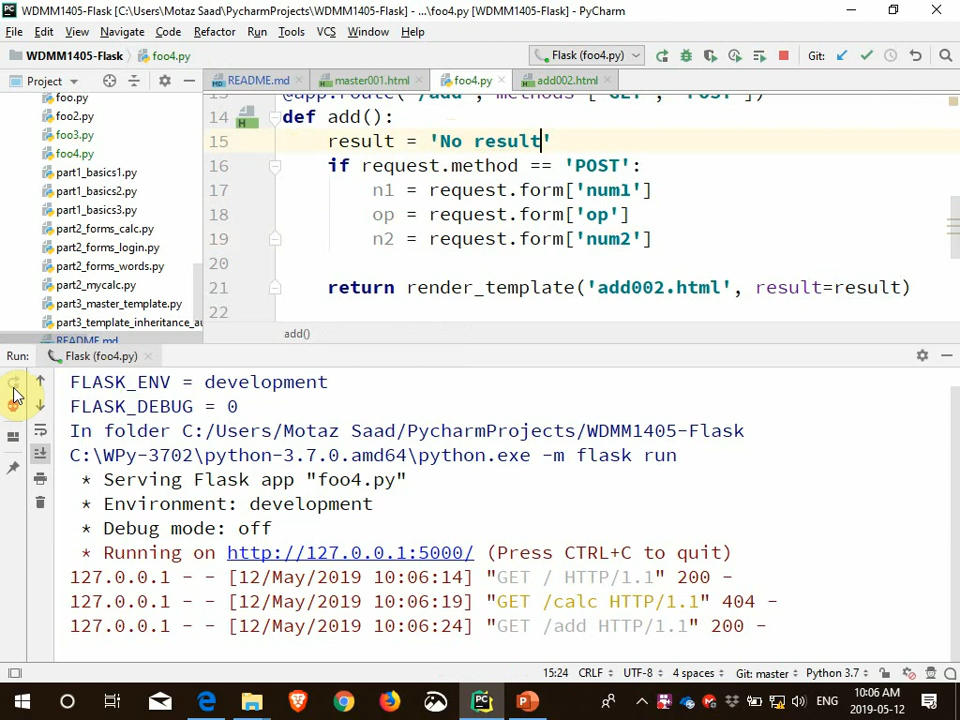 WDMM1405-Flask [C:\Users\Motaz Saad\PycharmProjects\WDMM1405-Flask] - ...\foo4.py [WDMM1405-Flask] - PyCharm
File Edit View Navigate Code Refactor Run Tools VCS Window Help
WDMM1405-Flask foo4.py Flask (foo4.py) Git:
Project README.md master001.html foo4.py add002.html
foo.py
foo2.py
foo3.py
foo4.py
part1_basics1.py
part1_basics2.py
part1_basics3.py
part2_forms_calc.py
part2_forms_login.py
part2_forms_words.py
part2_mycalc.py
part3_master_template.py
part3_template_inheritance_au
README.md
13 @app.route('/add', methods=['GET', 'POST'])
14 def add():
15 result = 'No result'
16 if request.method == 'POST':
17 n1 = request.form['num1']
18 op = request.form['op']
19 n2 = request.form['num2']
20
21 return render_template('add002.html', result=result)
22
add()
Run: Flask (foo4.py)
FLASK_ENV = development
FLASK_DEBUG = 0
In folder C:/Users/Motaz Saad/PycharmProjects/WDMM1405-Flask
C:\WPy-3702\python-3.7.0.amd64\python.exe -m flask run
* Serving Flask app "foo4.py"
* Environment: development
* Debug mode: off
* Running on http://127.0.0.1:5000/ (Press CTRL+C to quit)
127.0.0.1 - - [12/May/2019 10:06:14] "GET / HTTP/1.1" 200 -
127.0.0.1 - - [12/May/2019 10:06:19] "GET /calc HTTP/1.1" 404 -
127.0.0.1 - - [12/May/2019 10:06:24] "GET /add HTTP/1.1" 200 -
15:24 CRLF UTF-8 4 spaces Git: master Python 3.7
ENG
10:06 AM
2019-05-12